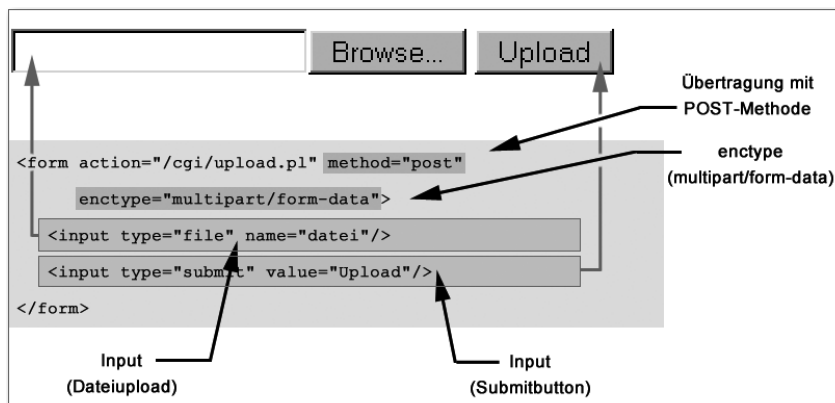 Browse... Upload
Übertragung mit
POST-Methode
<form action="/cgi/upload.pl" method="post"
enctype
(multipart/form-data)
enctype="multipart/form-data">
<input type="file" name="datei"/>
<input type="submit" value="Upload"/>
</form>
Input
(Dateiupload)
Input
(Submitbutton)